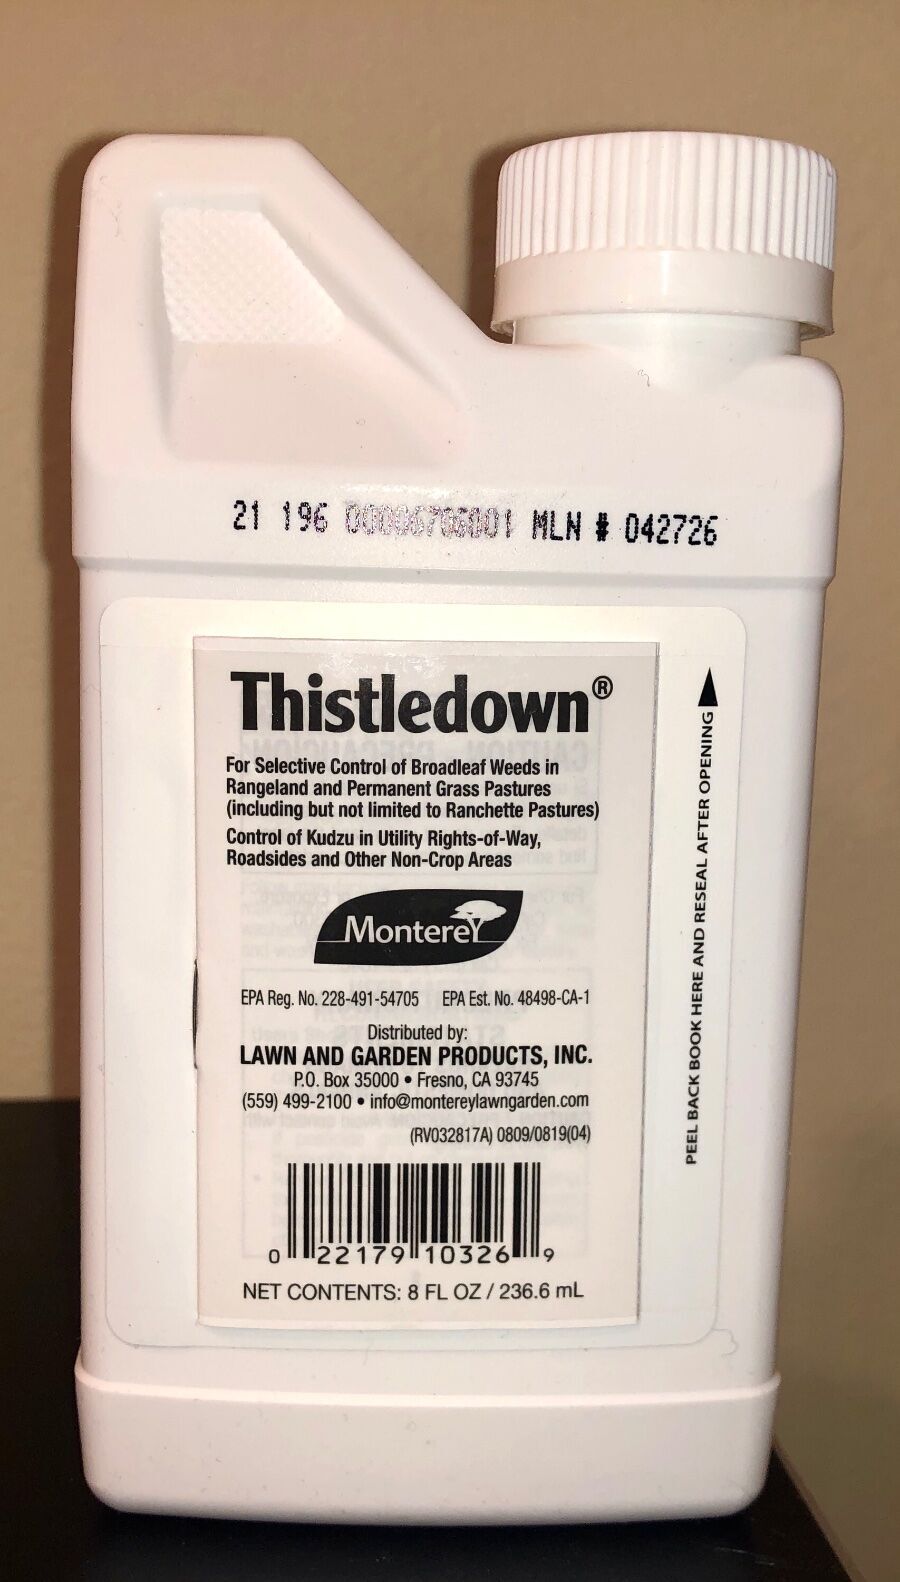 21 196 00006706001 MLN # 042726
Thistledown®
For Selective Control of Broadleaf Weeds in
Rangeland and Permanent Grass Pastures
(including but not limited to Ranchette Pastures)
Control of Kudzu in Utility Rights-of-Way,
Roadsides and Other Non-Crop Areas
Monterey
EPA Reg. No. 228-491-54705 EPA Est. No. 48498-CA-1
Distributed by:
LAWN AND GARDEN PRODUCTS, INC.
P.O. Box 35000 • Fresno, CA 93745
(559) 499-2100 • info@montereylawngarden.com
(RV032817A) 0809/0819(04)
0 22179 10326 9
NET CONTENTS: 8 FL OZ / 236.6 mL
PEEL BACK BOOK HERE AND RESEAL AFTER OPENING